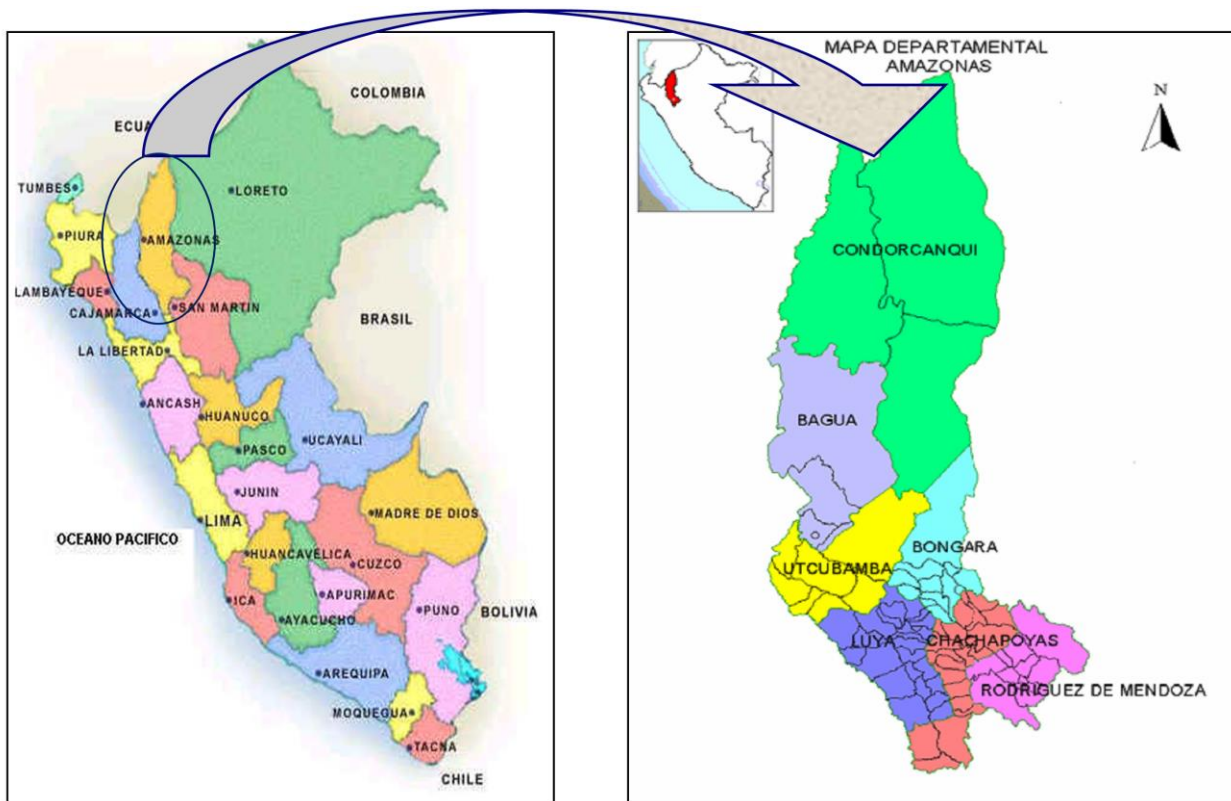 COLOMBIA
ECUA
TUMBES
LORETO
PIURA
AMAZONAS
LAMBAYEQUE
CAJAMARCA
SAN MARTIN
BRASIL
LA LIBERTAD
ANCASH
HUANUCO
UCAYALI
PASCO
JUNIN
LIMA
MADRE DE DIOS
OCEANO PACIFICO
HUANCAVELICA
CUZCO
ICA
APURIMAC
PUNO
BOLIVIA
AYACUCHO
AREQUIPA
MOQUEGUA
TACNA
CHILE
MAPA DEPARTAMENTAL
AMAZONAS
N
CONDORCANQUI
BAGUA
BONGARA
UTCUBAMBA
LUYA
CHACHAPOYAS
RODRIGUEZ DE MENDOZA